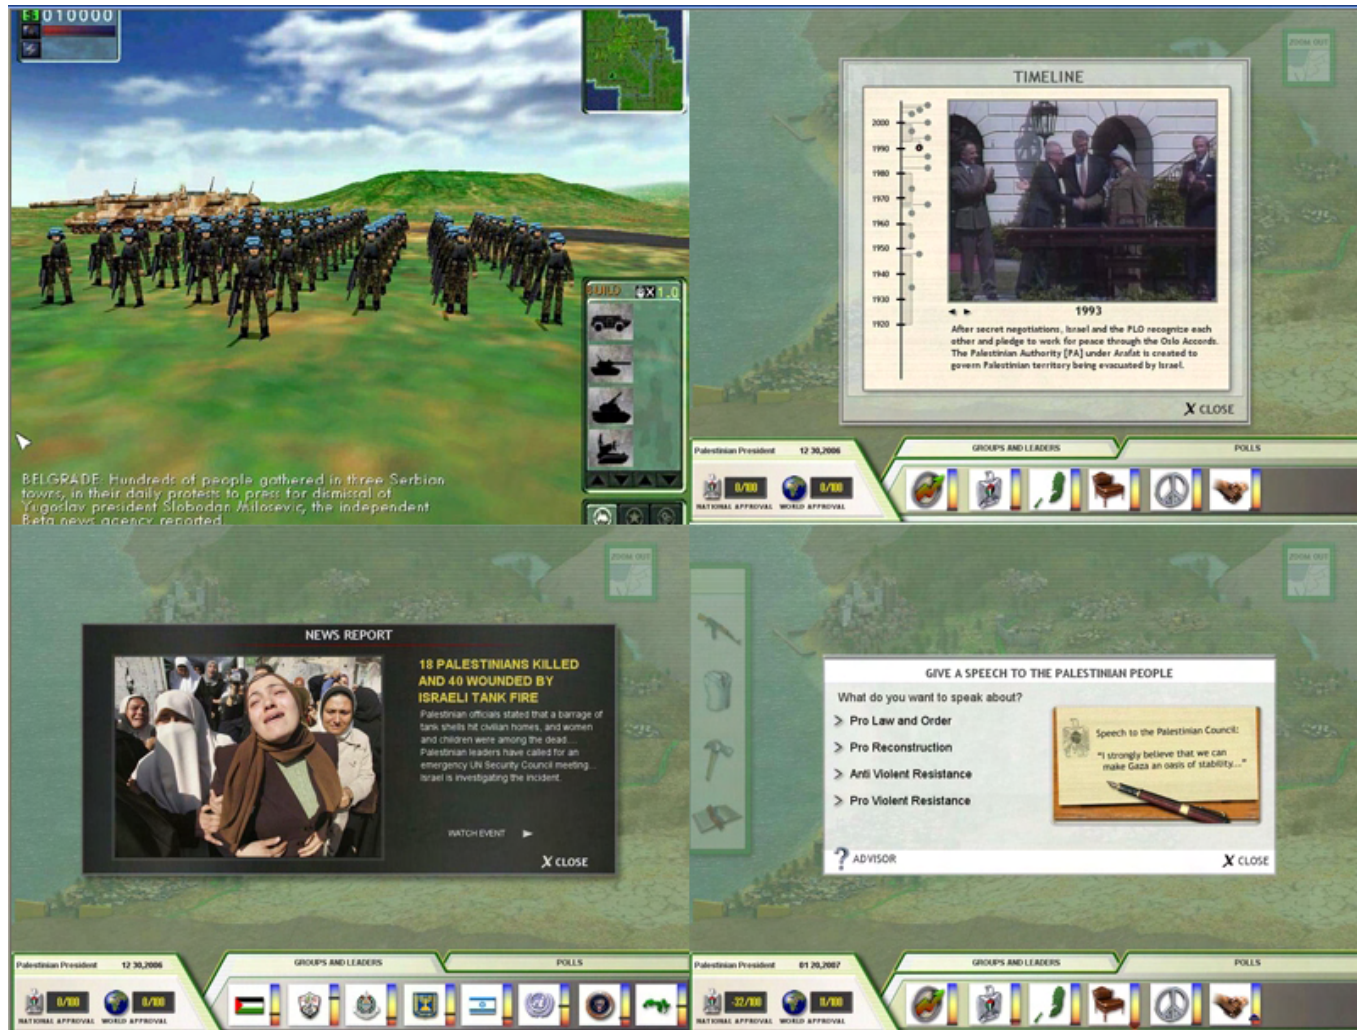 010000
BUILD
X1.0
BELGRADE: Hundreds of people gathered in three Serbian
towns, in their daily protests to press for dismissal of
Yugoslav president Slobodan Milosevic, the independent
Beta news agency reported.
ZOOM OUT
TIMELINE
2000
1990
1980
1970
1960
1950
1940
1930
1920
1993
After secret negotiations, Israel and the PLO recognize each
other and pledge to work for peace through the Oslo Accords.
The Palestinian Authority [PA] under Arafat is created to
govern Palestinian territory being evacuated by Israel.
X CLOSE
Palestinian President 12 30,2006
GROUPS AND LEADERS
POLLS
0/100
0/100
NATIONAL APPROVAL WORLD APPROVAL
ZOOM OUT
NEWS REPORT
18 PALESTINIANS KILLED
AND 40 WOUNDED BY
ISRAELI TANK FIRE
Palestinian officials stated that a barrage of
tank shells hit civilian homes, and women
and children were among the dead...
Palestinian leaders have called for an
emergency UN Security Council meeting...
Israel is investigating the incident.
WATCH EVENT
X CLOSE
Palestinian President 12 30,2006
GROUPS AND LEADERS
POLLS
0/100
0/100
NATIONAL APPROVAL WORLD APPROVAL
ZOOM OUT
GIVE A SPEECH TO THE PALESTINIAN PEOPLE
What do you want to speak about?
> Pro Law and Order
> Pro Reconstruction
> Anti Violent Resistance
> Pro Violent Resistance
Speech to the Palestinian Council:
"I strongly believe that we can
make Gaza an oasis of stability..."
? ADVISOR
X CLOSE
Palestinian President 01 20,2007
GROUPS AND LEADERS
POLLS
-32/100
11/100
NATIONAL APPROVAL WORLD APPROVAL